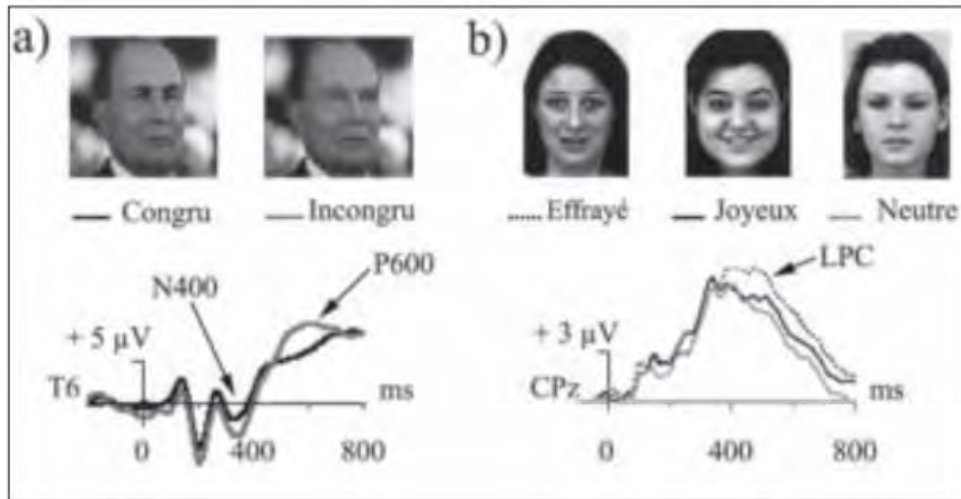 a)
Congru Incongru
N400
P600
+ 5 µV
T6
ms
0 400 800
b)
Effrayé Joyeux Neutre
LPC
+ 3 µV
CPz
ms
0 400 800